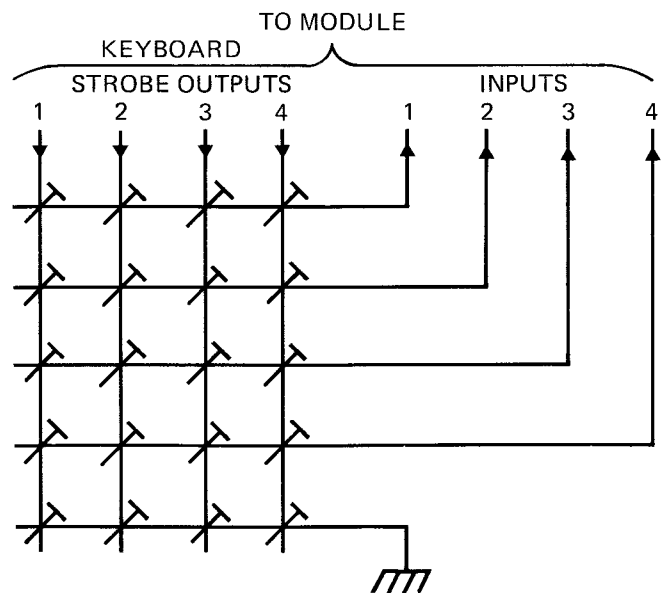 TO MODULE
KEYBOARD
STROBE OUTPUTS INPUTS
1 2 3 4 1 2 3 4